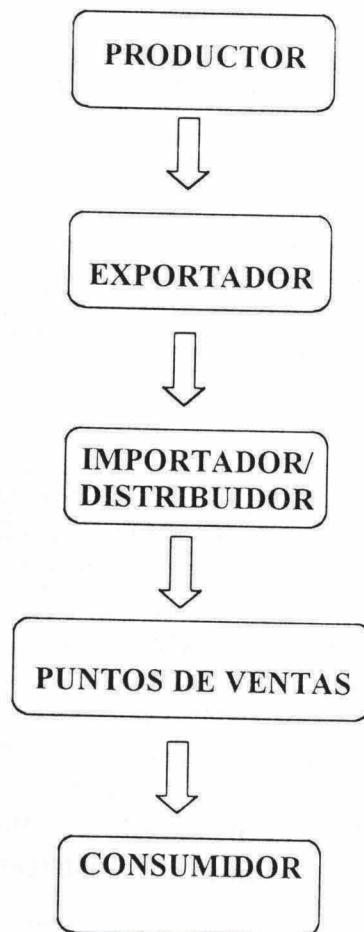 PRODUCTOR
EXPORTADOR
IMPORTADOR/
DISTRIBUIDOR
PUNTOS DE VENTAS
CONSUMIDOR